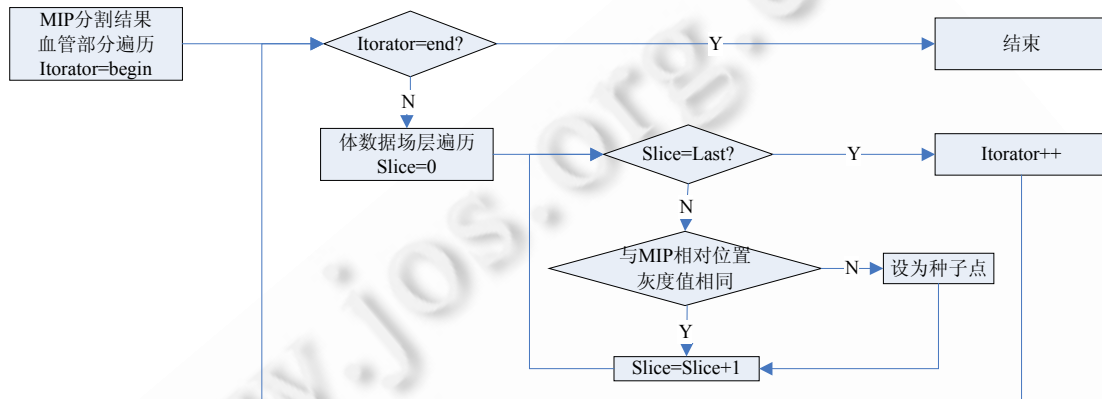 MIP分割结果
血管部分遍历
Itorator=begin
Itorator=end?
Y
结束
N
体数据场层遍历
Slice=0
Slice=Last?
Y
Itorator++
N
与MIP相对位置
灰度值相同
N
设为种子点
Y
Slice=Slice+1
w.jos.org.